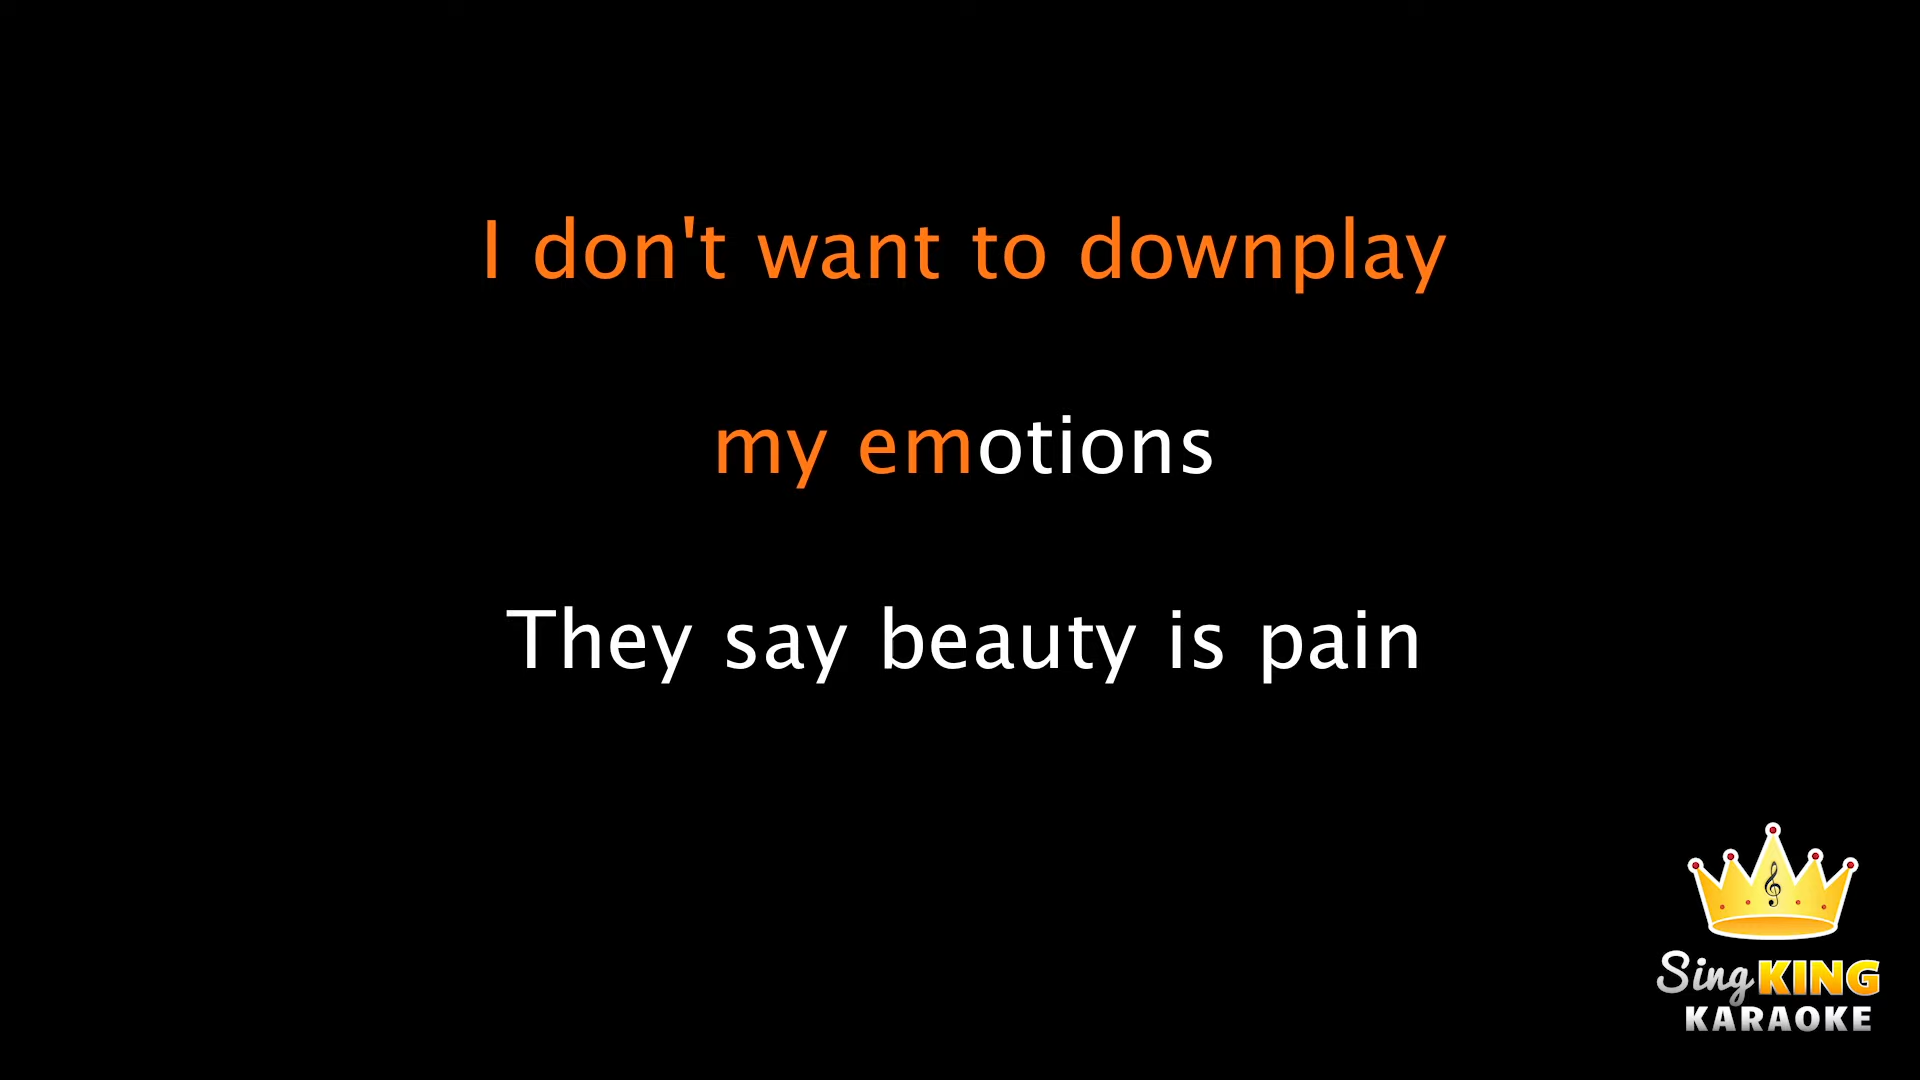 I don't want to downplay
my emotions
They say beauty is pain
Sing KING
KARAOKE